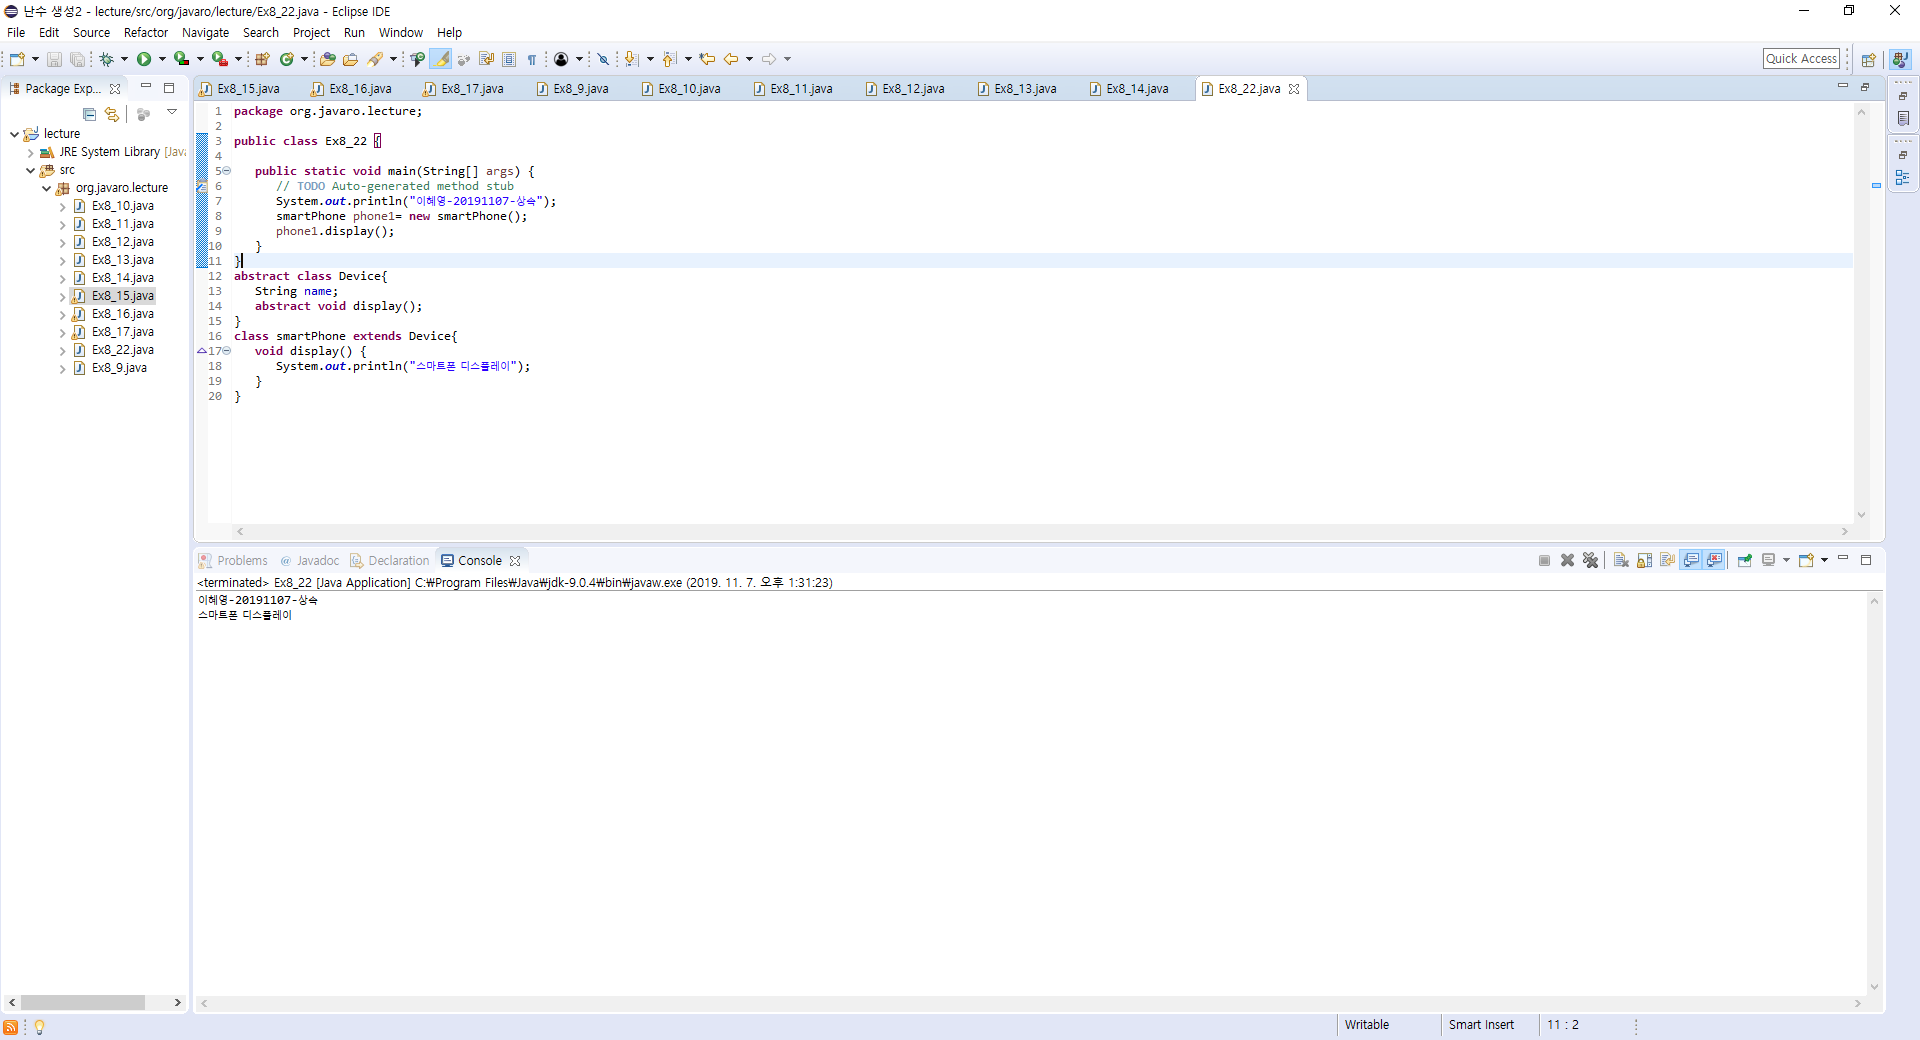 난수 생성2 - lecture/src/org/javaro/lecture/Ex8_22.java - Eclipse IDE
File Edit Source Refactor Navigate Search Project Run Window Help
Quick Access
Package Exp...
lecture
JRE System Library [Java
src
org.javaro.lecture
Ex8_10.java
Ex8_11.java
Ex8_12.java
Ex8_13.java
Ex8_14.java
Ex8_15.java
Ex8_16.java
Ex8_17.java
Ex8_22.java
Ex8_9.java
Ex8_15.java Ex8_16.java Ex8_17.java Ex8_9.java Ex8_10.java Ex8_11.java Ex8_12.java Ex8_13.java Ex8_14.java Ex8_22.java
1 package org.javaro.lecture;
2
3 public class Ex8_22 {
4
5 public static void main(String[] args) {
6 // TODO Auto-generated method stub
7 System.out.println("이혜영-20191107-상속");
8 smartPhone phone1= new smartPhone();
9 phone1.display();
10 }
11 }
12 abstract class Device{
13 String name;
14 abstract void display();
15 }
16 class smartPhone extends Device{
17 void display() {
18 System.out.println("스마트폰 디스플레이");
19 }
20 }
Problems @ Javadoc Declaration Console
<terminated> Ex8_22 [Java Application] C:₩Program Files₩Java₩jdk-9.0.4₩bin₩javaw.exe (2019. 11. 7. 오후 1:31:23)
이혜영-20191107-상속
스마트폰 디스플레이
Writable Smart Insert 11 : 2